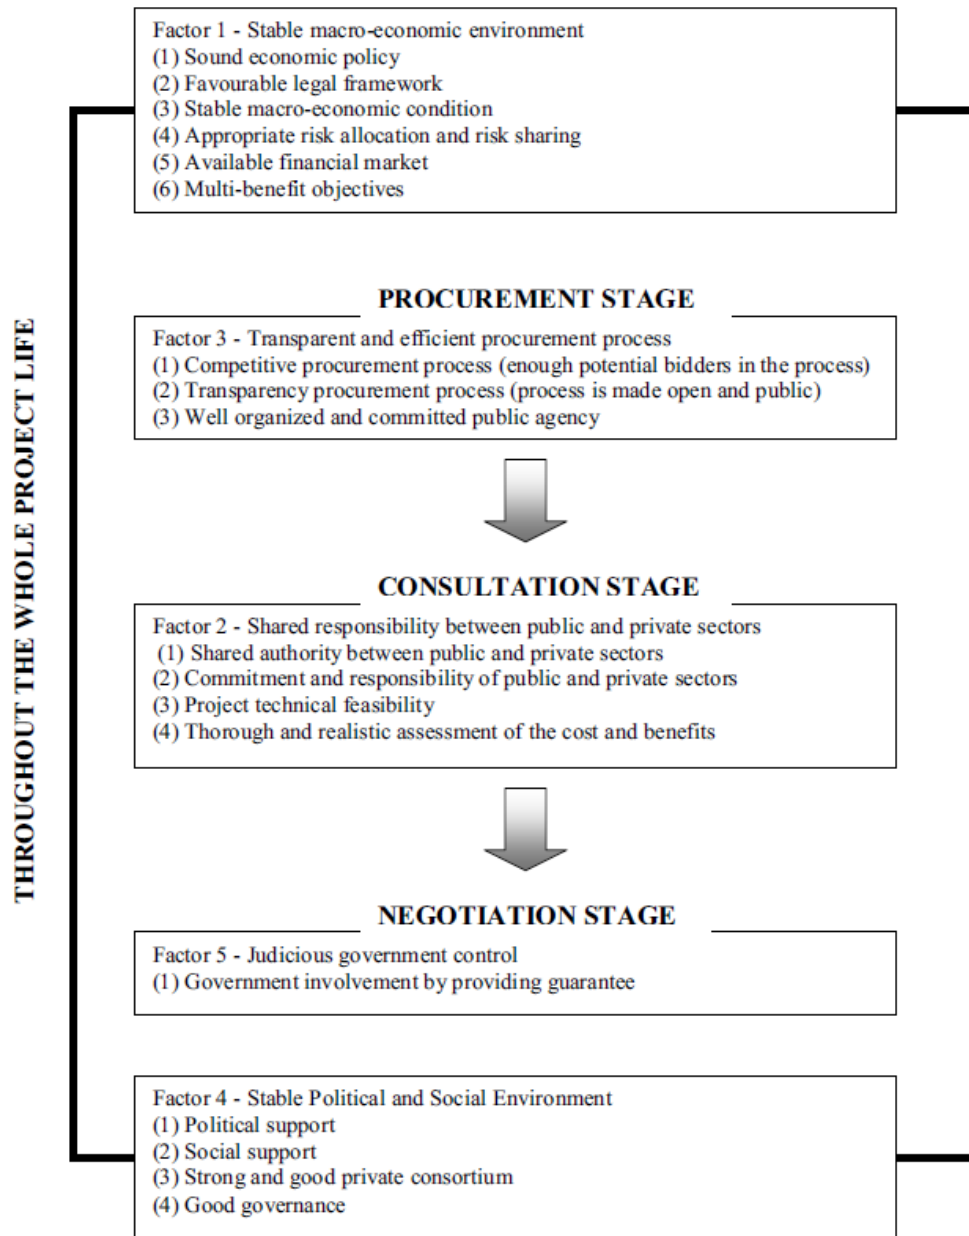 Factor 1 - Stable macro-economic environment
(1) Sound economic policy
(2) Favourable legal framework
(3) Stable macro-economic condition
(4) Appropriate risk allocation and risk sharing
(5) Available financial market
(6) Multi-benefit objectives
THROUGHOUT THE WHOLE PROJECT LIFE
PROCUREMENT STAGE
Factor 3 - Transparent and efficient procurement process
(1) Competitive procurement process (enough potential bidders in the process)
(2) Transparency procurement process (process is made open and public)
(3) Well organized and committed public agency
CONSULTATION STAGE
Factor 2 - Shared responsibility between public and private sectors
(1) Shared authority between public and private sectors
(2) Commitment and responsibility of public and private sectors
(3) Project technical feasibility
(4) Thorough and realistic assessment of the cost and benefits
NEGOTIATION STAGE
Factor 5 - Judicious government control
(1) Government involvement by providing guarantee
Factor 4 - Stable Political and Social Environment
(1) Political support
(2) Social support
(3) Strong and good private consortium
(4) Good governance